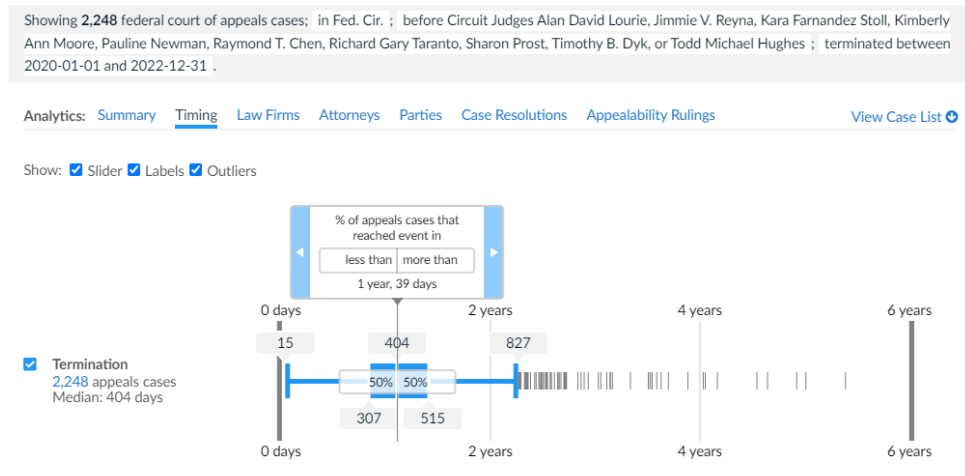 Showing 2,248 federal court of appeals cases; in Fed. Cir. ; before Circuit Judges Alan David Lourie, Jimmie V. Reyna, Kara Farnandez Stoll, Kimberly
Ann Moore, Pauline Newman, Raymond T. Chen, Richard Gary Taranto, Sharon Prost, Timothy B. Dyk, or Todd Michael Hughes ; terminated between
2020-01-01 and 2022-12-31 .
Analytics: Summary Timing Law Firms Attorneys Parties Case Resolutions Appealability Rulings View Case List
Show: Slider Labels Outliers
% of appeals cases that
reached event in
less than more than
1 year, 39 days
0 days 2 years 4 years 6 years
15 404 827
Termination
2,248 appeals cases
Median: 404 days
50% 50%
307 515
0 days 2 years 4 years 6 years